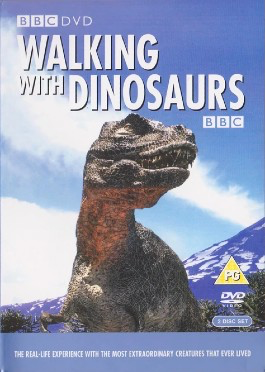 BBC DVD
WALKING
WITH DINOSAURS
BBC
PG
DVD
VIDEO
2 DISC SET
THE REAL-LIFE EXPERIENCE WITH THE MOST EXTRAORDINARY CREATURES THAT EVER LIVED